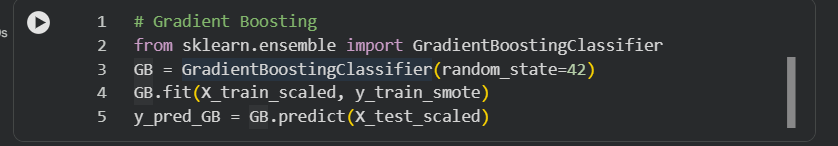 s
1 # Gradient Boosting
2 from sklearn.ensemble import GradientBoostingClassifier
3 GB = GradientBoostingClassifier(random_state=42)
4 GB.fit(X_train_scaled, y_train_smote)
5 y_pred_GB = GB.predict(X_test_scaled)